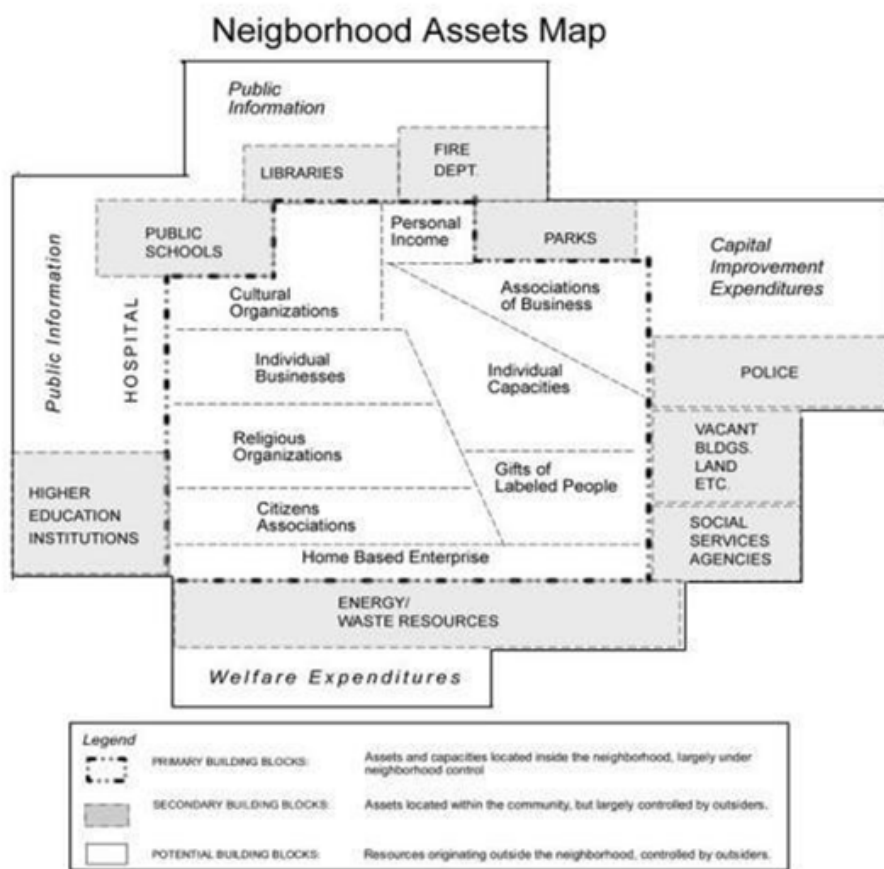 Neigborhood Assets Map
Public
Information
LIBRARIES
FIRE
DEPT.
PUBLIC
SCHOOLS
Personal
Income
PARKS
Capital
Improvement
Expenditures
Public Information
HOSPITAL
Cultural
Organizations
Associations
of Business
Individual
Businesses
Individual
Capacities
POLICE
Religious
Organizations
Gifts of
Labeled People
VACANT
BLDGS.
LAND
ETC.
HIGHER
EDUCATION
INSTITUTIONS
Citizens
Associations
SOCIAL
SERVICES
AGENCIES
Home Based Enterprise
ENERGY/
WASTE RESOURCES
Welfare Expenditures
Legend
PRIMARY BUILDING BLOCKS: Assets and capacities located inside the neighborhood, largely under
neighborhood control
SECONDARY BUILDING BLOCKS: Assets located within the community, but largely controlled by outsiders.
POTENTIAL BUILDING BLOCKS: Resources originating outside the neighborhood, controlled by outsiders.